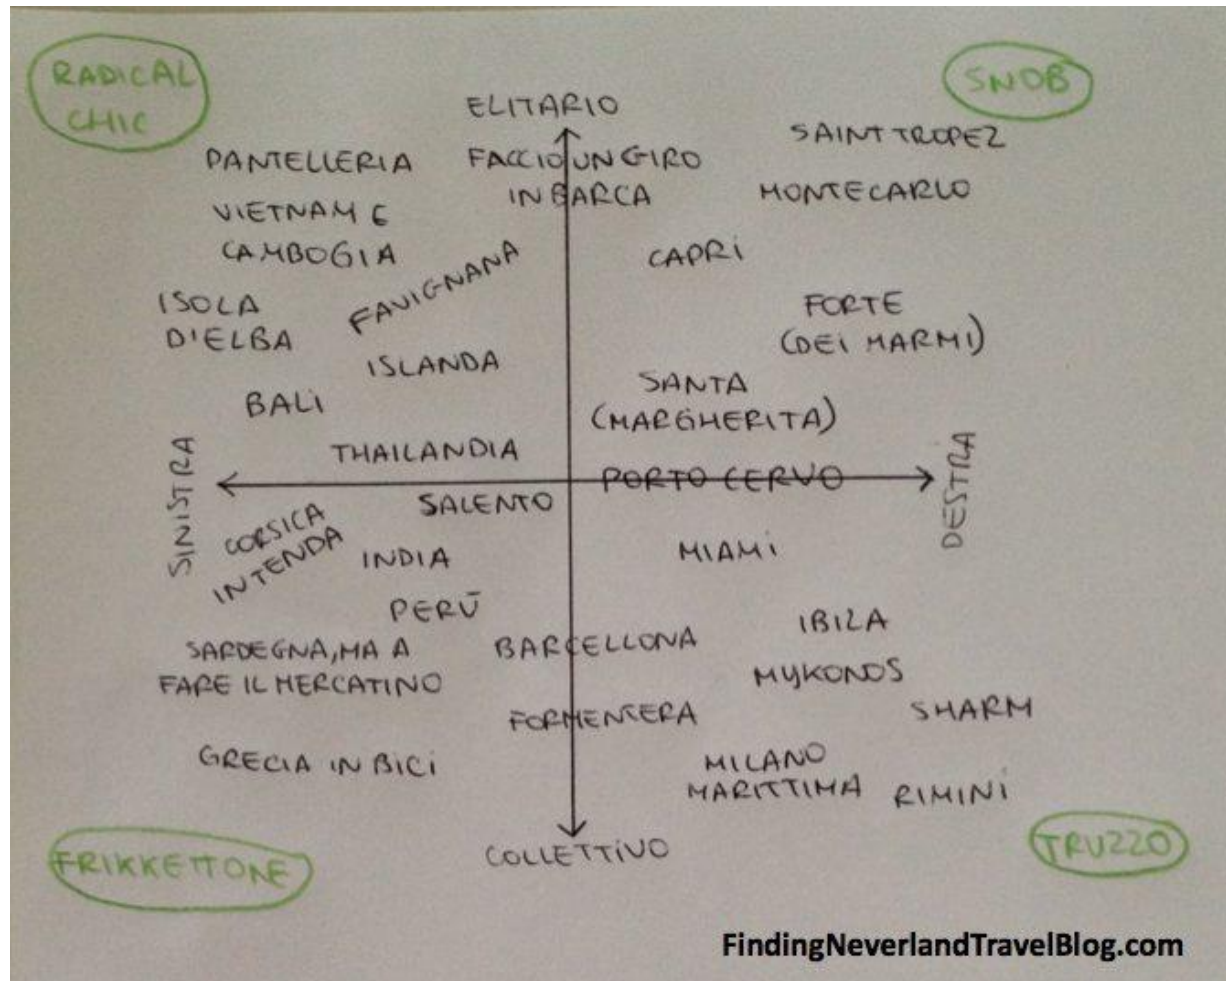 RADICAL
CHIC
ELITARIO
SNOB
PANTELLERIA
FACCIO UN GIRO
IN BARCA
SAINT TROPEZ
MONTECARLO
VIETNAM E
CAMBOGIA
FAVIGNANA
CAPRI
ISOLA
D'ELBA
FORTE
(DEI MARMI)
ISLANDA
SANTA
(MARGHERITA)
BALI
THAILANDIA
SINISTRA
PORTO CERVO
DESTRA
SALENTO
CORSICA
IN TENDA
INDIA
MIAMI
PERÙ
IBIZA
SARDEGNA, MA A
FARE IL MERCATINO
BARCELLONA
MYKONOS
SHARM
FORMENTERA
GRECIA IN BICI
MILANO
MARITTIMA
RIMINI
COLLETTIVO
FRIKKETTONE
TRUZZO
FindingNeverlandTravelBlog.com